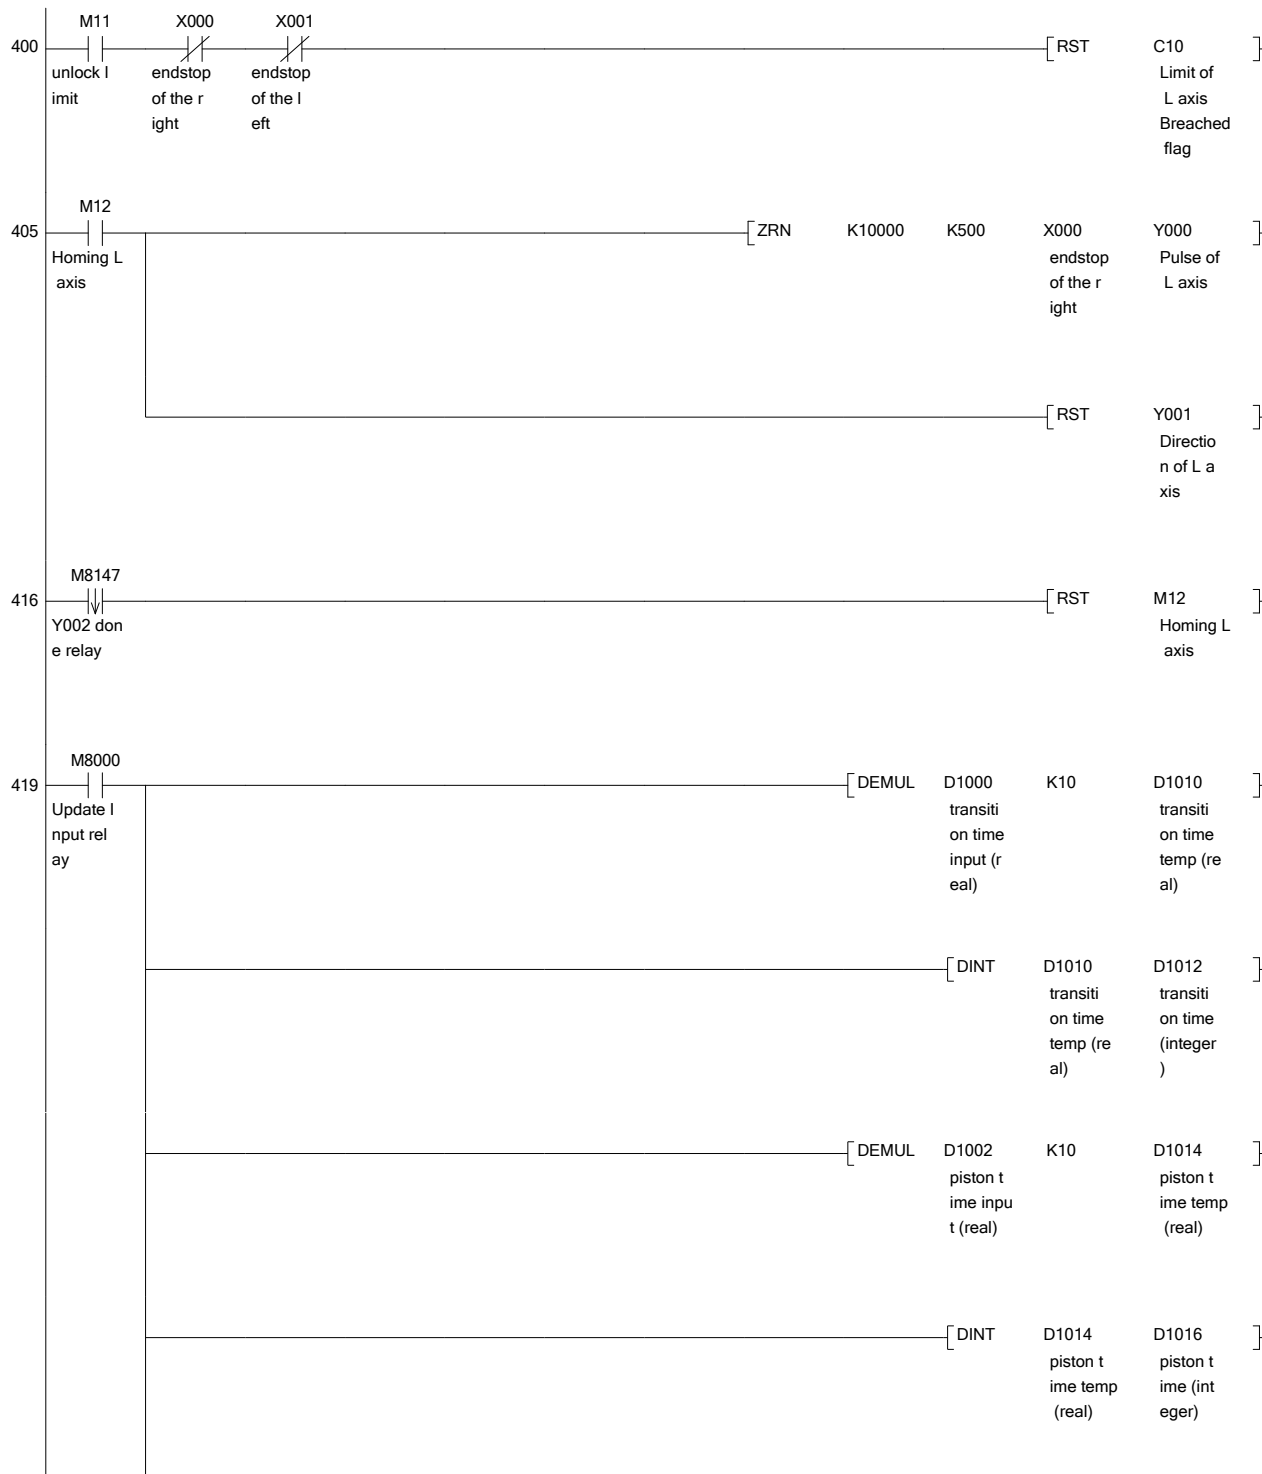 M11 X000 X001
400 RST C10
unlock l endstop endstop Limit of
imit of the r of the l L axis
ight eft Breached
flag
M12
405 ZRN K10000 K500 X000 Y000
Homing L endstop Pulse of
axis of the r L axis
ight
RST Y001
Directio
n of L a
xis
M8147
416 RST M12
Y002 don Homing L
e relay axis
M8000
419 DEMUL D1000 K10 D1010
Update I transiti transiti
nput rel on time on time
ay input (r temp (re
eal) al)
DINT D1010 D1012
transiti transiti
on time on time
temp (re (integer
al) )
DEMUL D1002 K10 D1014
piston t piston t
ime inpu ime temp
t (real) (real)
DINT D1014 D1016
piston t piston t
ime temp ime (int
(real) eger)